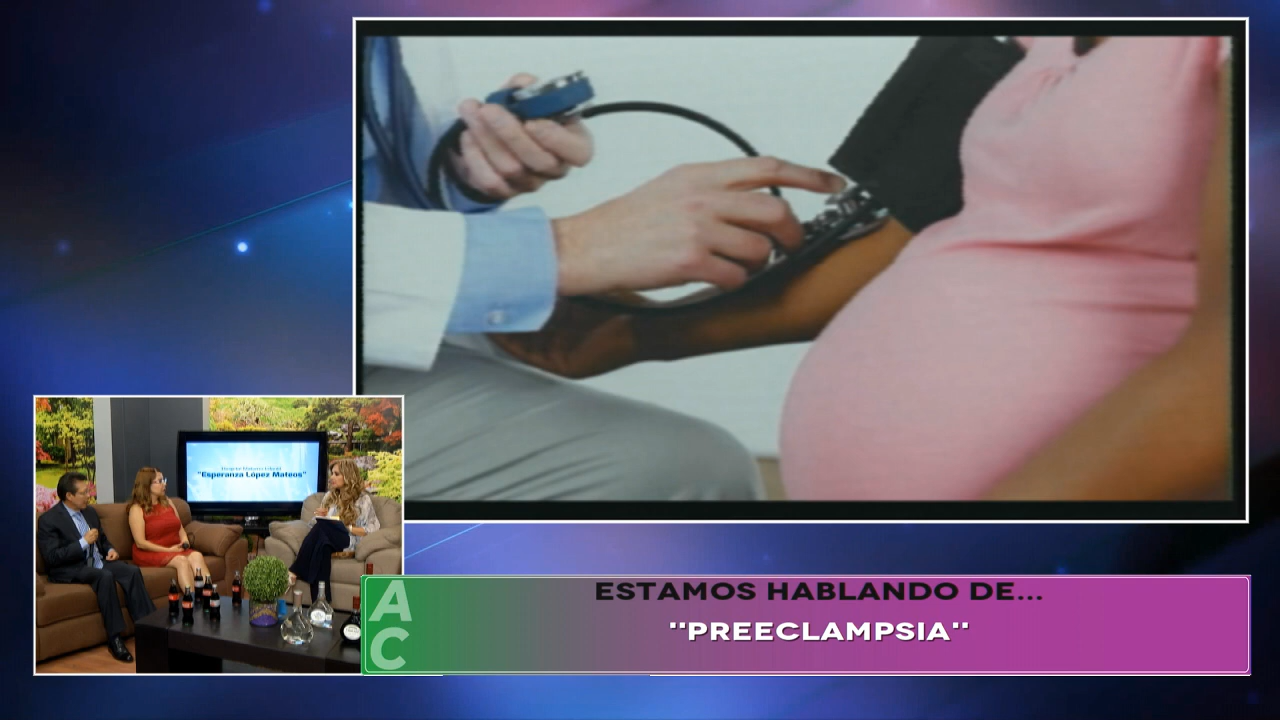 "Esperanza López Mateos"
AC
ESTAMOS HABLANDO DE...
"PREECLAMPSIA"